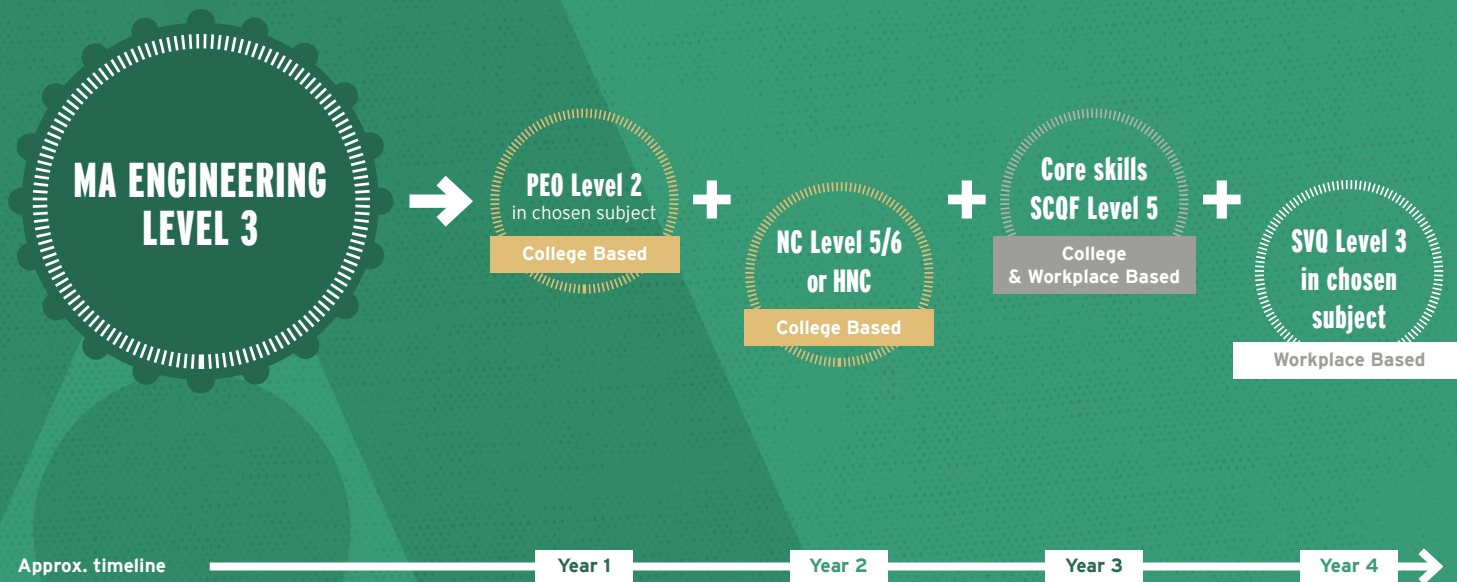 MA ENGINEERING
LEVEL 3
PEO Level 2
in chosen subject
College Based
NC Level 5/6
or HNC
College Based
Core skills
SCQF Level 5
College
& Workplace Based
SVQ Level 3
in chosen
subject
Workplace Based
Approx. timeline
Year 1
Year 2
Year 3
Year 4